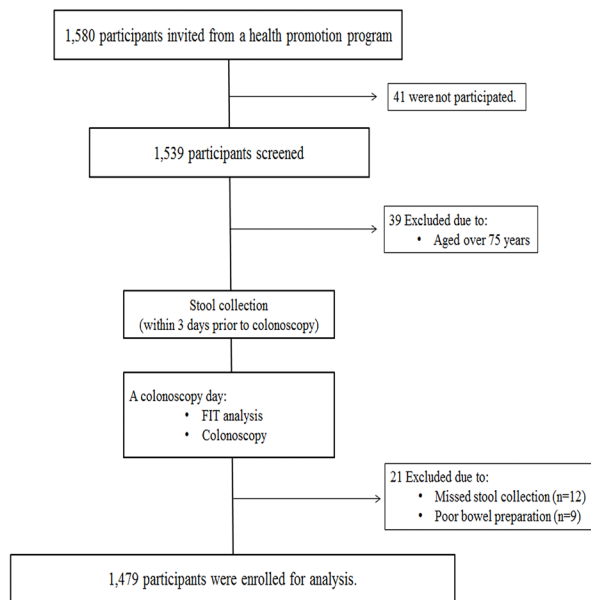 1,580 participants invited from a health promotion program
41 were not participated.
1,539 participants screened
39 Excluded due to:
• Aged over 75 years
Stool collection
(within 3 days prior to colonoscopy)
A colonoscopy day:
• FIT analysis
• Colonoscopy
21 Excluded due to:
• Missed stool collection (n=12)
• Poor bowel preparation (n=9)
1,479 participants were enrolled for analysis.